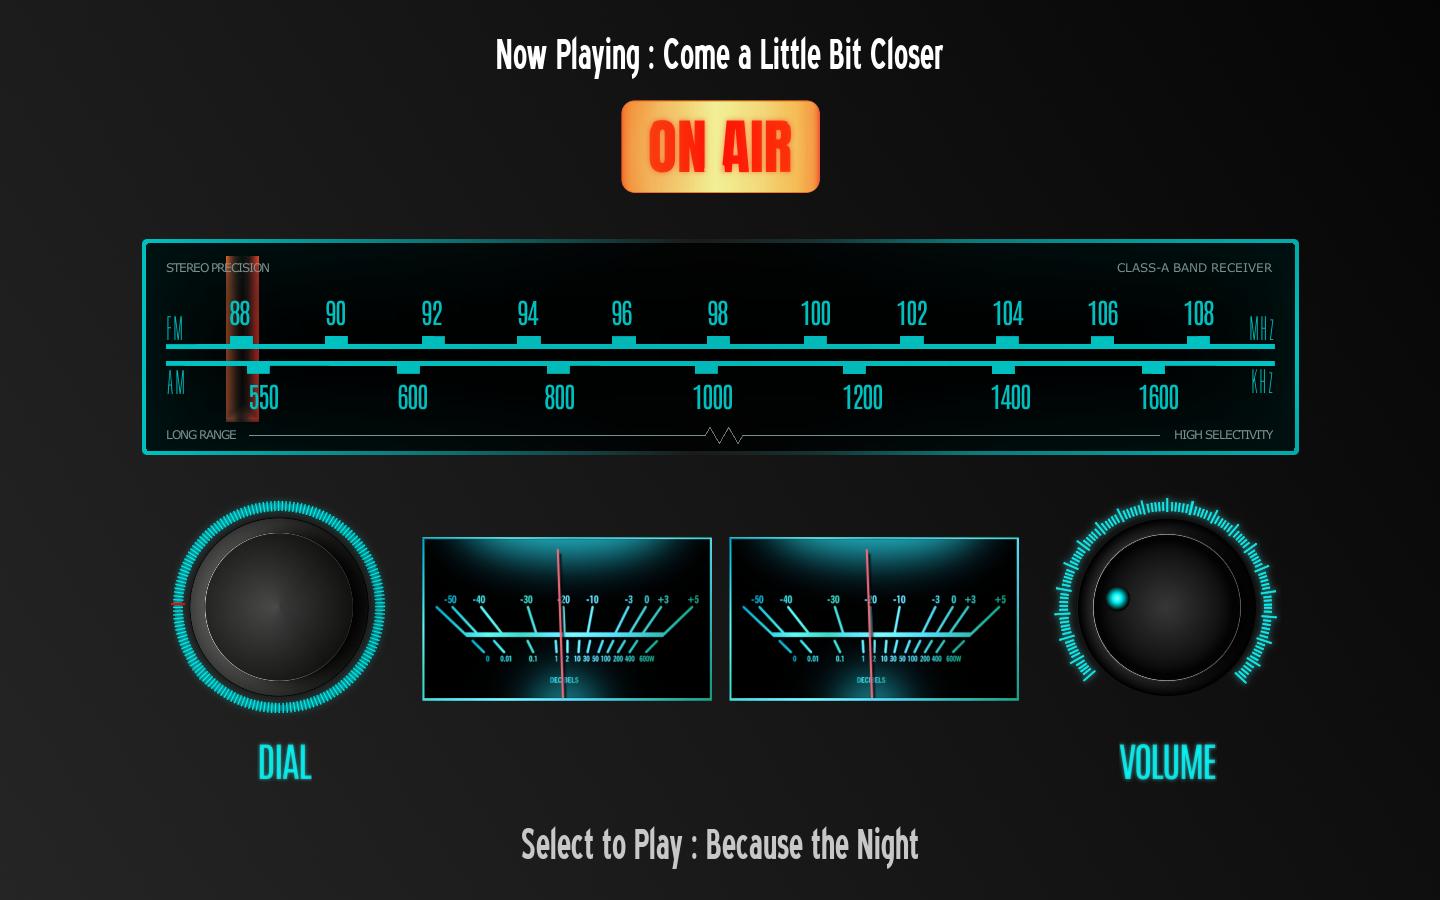 Now Playing : Come a Little Bit Closer
ON AIR
STEREO PRECISION CLASS-A BAND RECEIVER
88 90 92 94 96 98 100 102 104 106 108
FM MHz
AM KHz
550 600 800 1000 1200 1400 1600
LONG RANGE HIGH SELECTIVITY
-50 -40 -30 -20 -10 -3 0 +3 +5
0 0.01 0.1 1 2 10 30 50 100 200 400 600W
DECIBELS
-50 -40 -30 -20 -10 -3 0 +3 +5
0 0.01 0.1 1 2 10 30 50 100 200 400 600W
DECIBELS
DIAL VOLUME
Select to Play : Because the Night